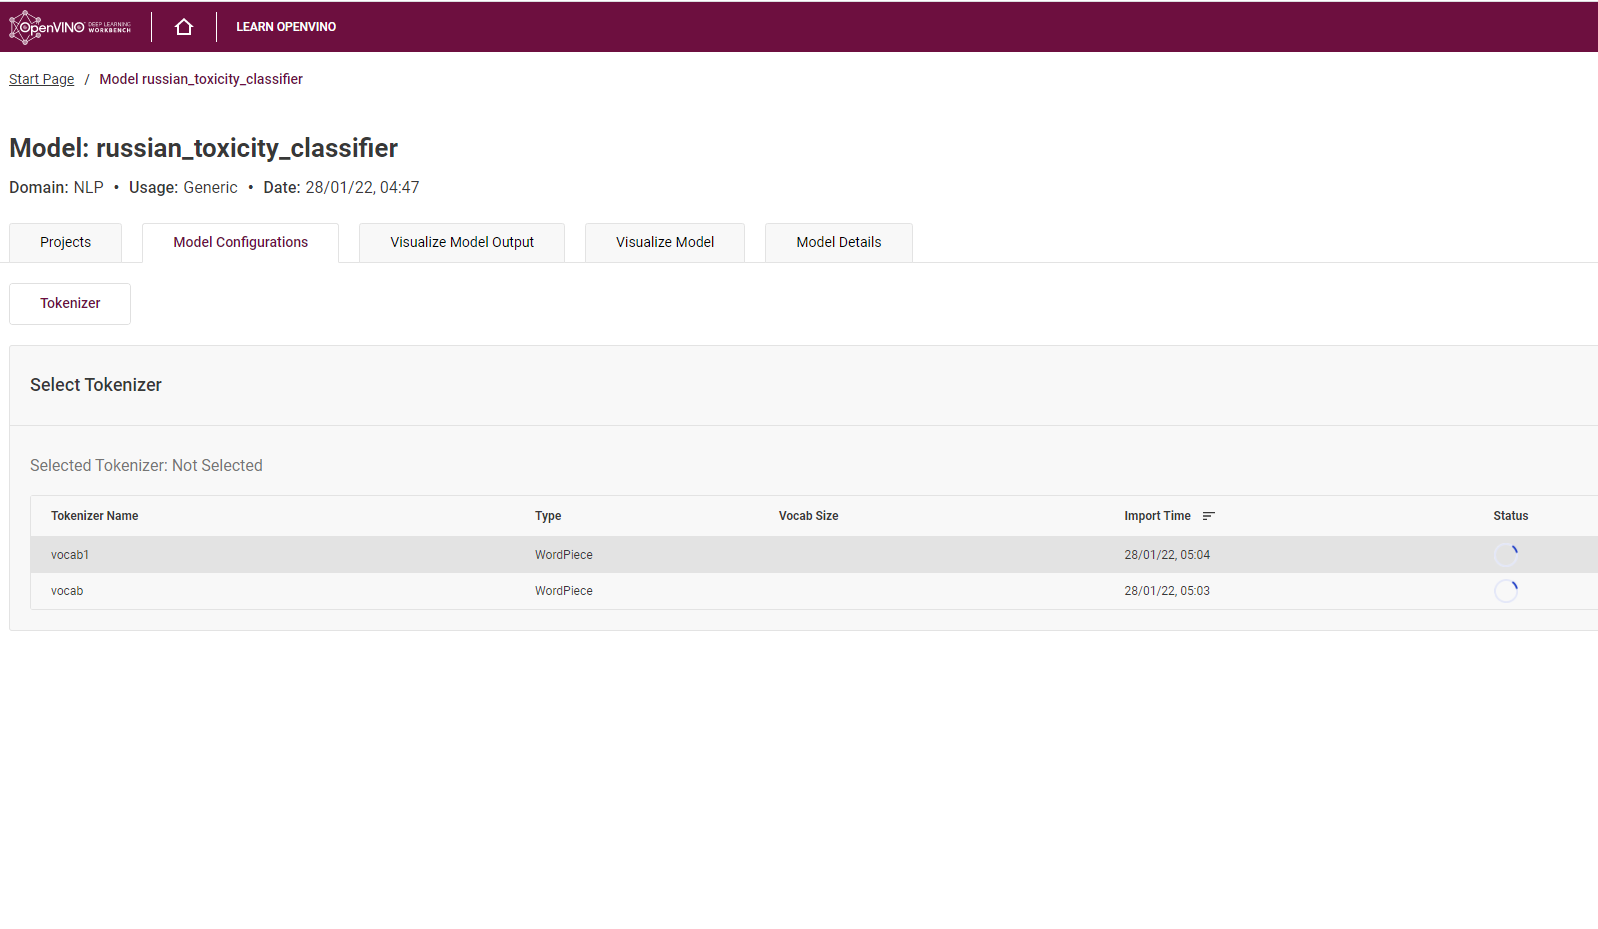 OpenVINO DEEP LEARNING WORKBENCH LEARN OPENVINO
Start Page / Model russian_toxicity_classifier
Model: russian_toxicity_classifier
Domain: NLP • Usage: Generic • Date: 28/01/22, 04:47
Projects Model Configurations Visualize Model Output Visualize Model Model Details
Tokenizer
Select Tokenizer
Selected Tokenizer: Not Selected
Tokenizer Name Type Vocab Size Import Time Status
vocab1 WordPiece 28/01/22, 05:04
vocab WordPiece 28/01/22, 05:03